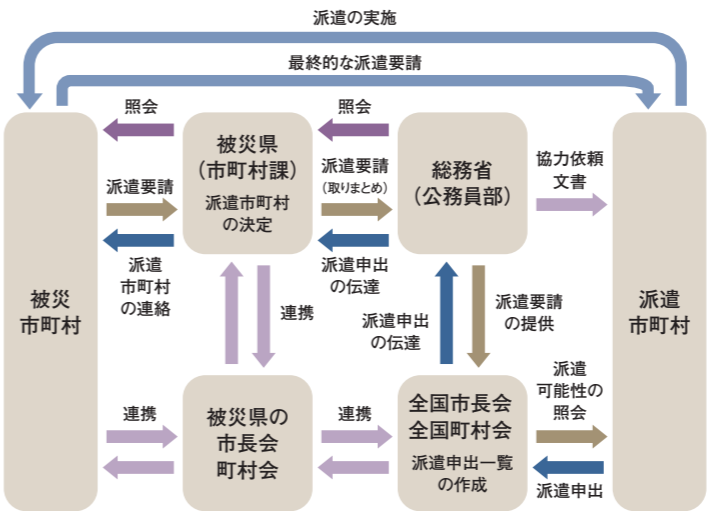 派遣の実施
最終的な派遣要請
照会
照会
被災県
（市町村課）
派遣市町村
の決定
総務省
（公務員部）
協力依頼
文書
派遣要請
派遣要請
（取りまとめ）
派遣
市町村
の連絡
派遣申出
の伝達
被災
市町村
派遣
市町村
連携
派遣申出
の伝達
派遣要請
の提供
派遣
可能性の
照会
連携
被災県の
市長会
町村会
連携
全国市長会
全国町村会
派遣申出一覧
の作成
派遣申出